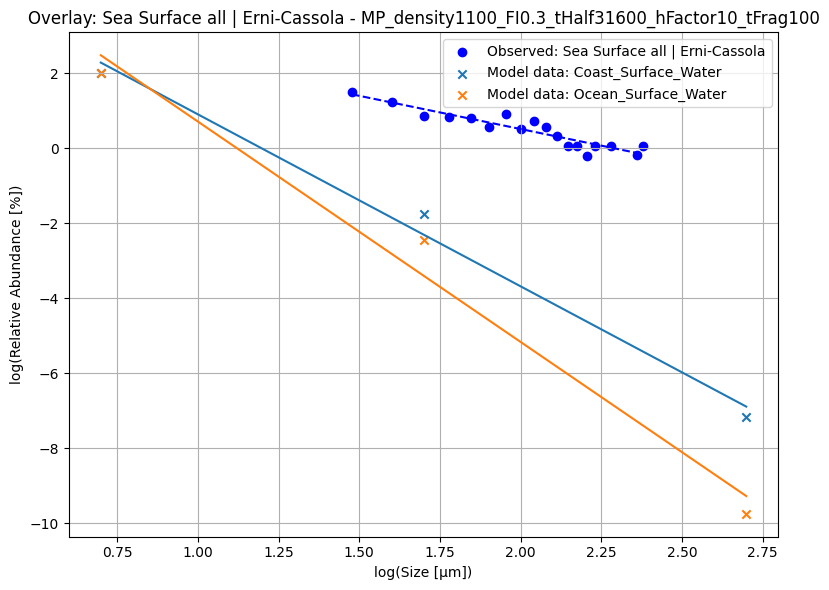 Overlay: Sea Surface all | Erni-Cassola - MP_density1100_FI0.3_tHalf31600_hFactor10_tFrag100
Observed: Sea Surface all | Erni-Cassola
Model data: Coast_Surface_Water
Model data: Ocean_Surface_Water
log(Relative Abundance [%])
2
0
−2
−4
−6
−8
−10
0.75 1.00 1.25 1.50 1.75 2.00 2.25 2.50 2.75
log(Size [µm])